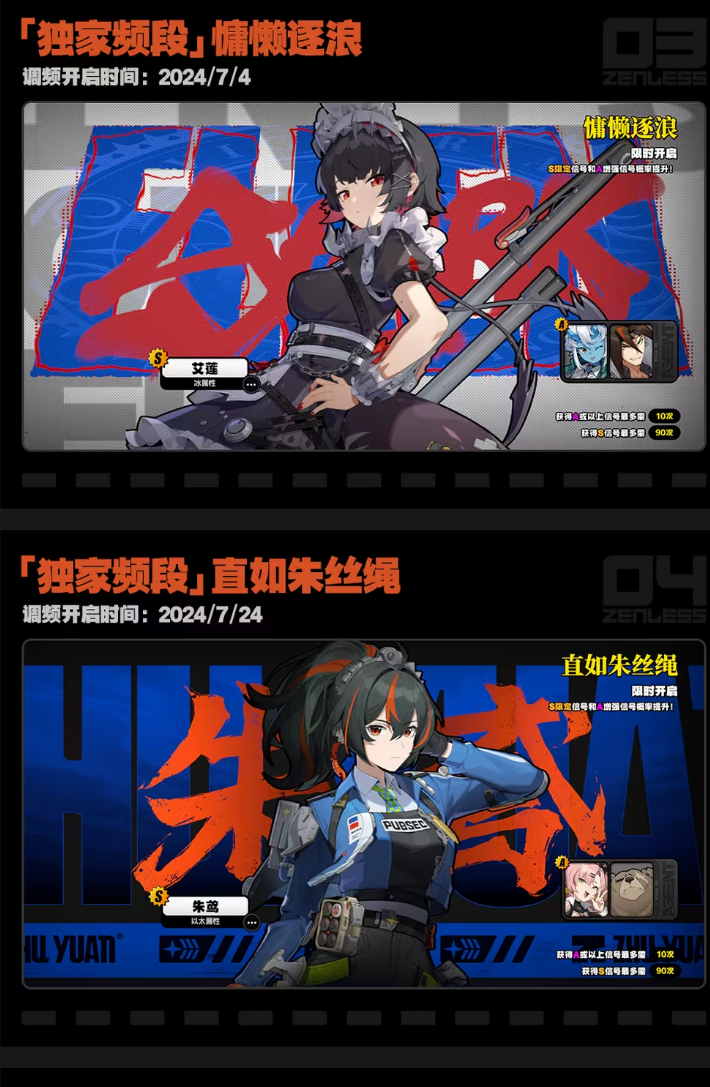 「独家频段」慵懒逐浪
03
ZENLESS
调频开启时间：2024/7/4
慵懒逐浪
限时开启
S限定信号和A增强信号概率提升!
A
S
艾莲
冰属性
获得A或以上信号最多需 10次
获得S信号最多需 90次
「独家频段」直如朱丝绳
04
ZENLESS
调频开启时间：2024/7/24
直如朱丝绳
限时开启
S限定信号和A增强信号概率提升!
朱鸢
PUBSEC
A
S
朱鸢
以太属性
ZHU YUAN
获得A或以上信号最多需 10次
获得S信号最多需 90次